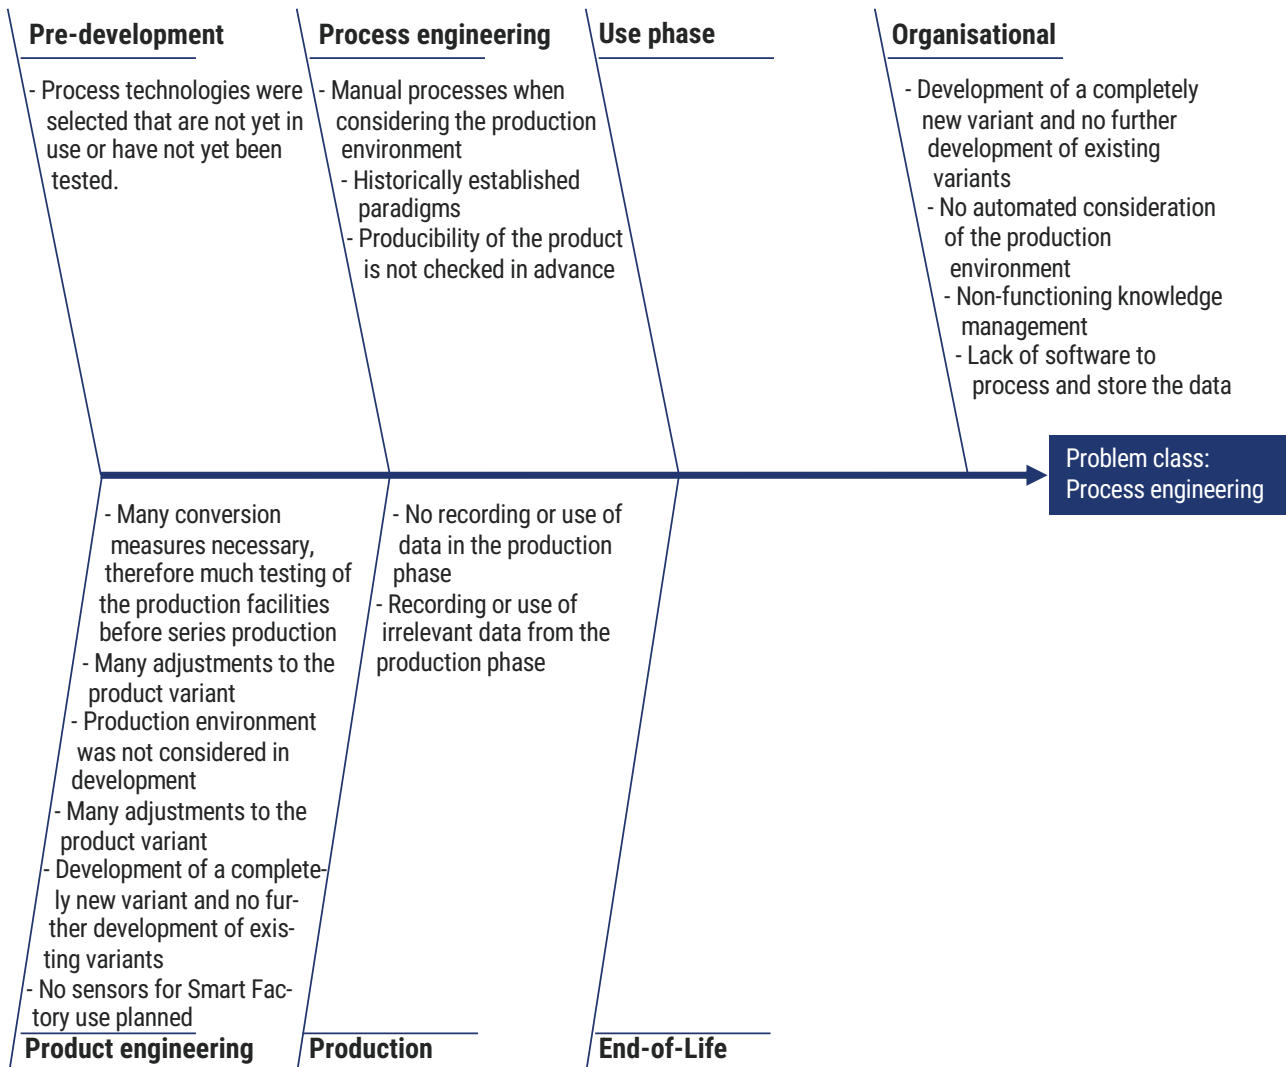 Pre-development
- Process technologies were
selected that are not yet in
use or have not yet been
tested.
Process engineering
- Manual processes when
considering the production
environment
- Historically established
paradigms
- Producibility of the product
is not checked in advance
Use phase
Organisational
- Development of a completely
new variant and no further
development of existing
variants
- No automated consideration
of the production
environment
- Non-functioning knowledge
management
- Lack of software to
process and store the data
Problem class:
Process engineering
- Many conversion
measures necessary,
therefore much testing of
the production facilities
before series production
- Many adjustments to the
product variant
- Production environment
was not considered in
development
- Many adjustments to the
product variant
- Development of a complete-
ly new variant and no fur-
ther development of exis-
ting variants
- No sensors for Smart Fac-
tory use planned
Product engineering
- No recording or use of
data in the production
phase
- Recording or use of
irrelevant data from the
production phase
Production
End-of-Life